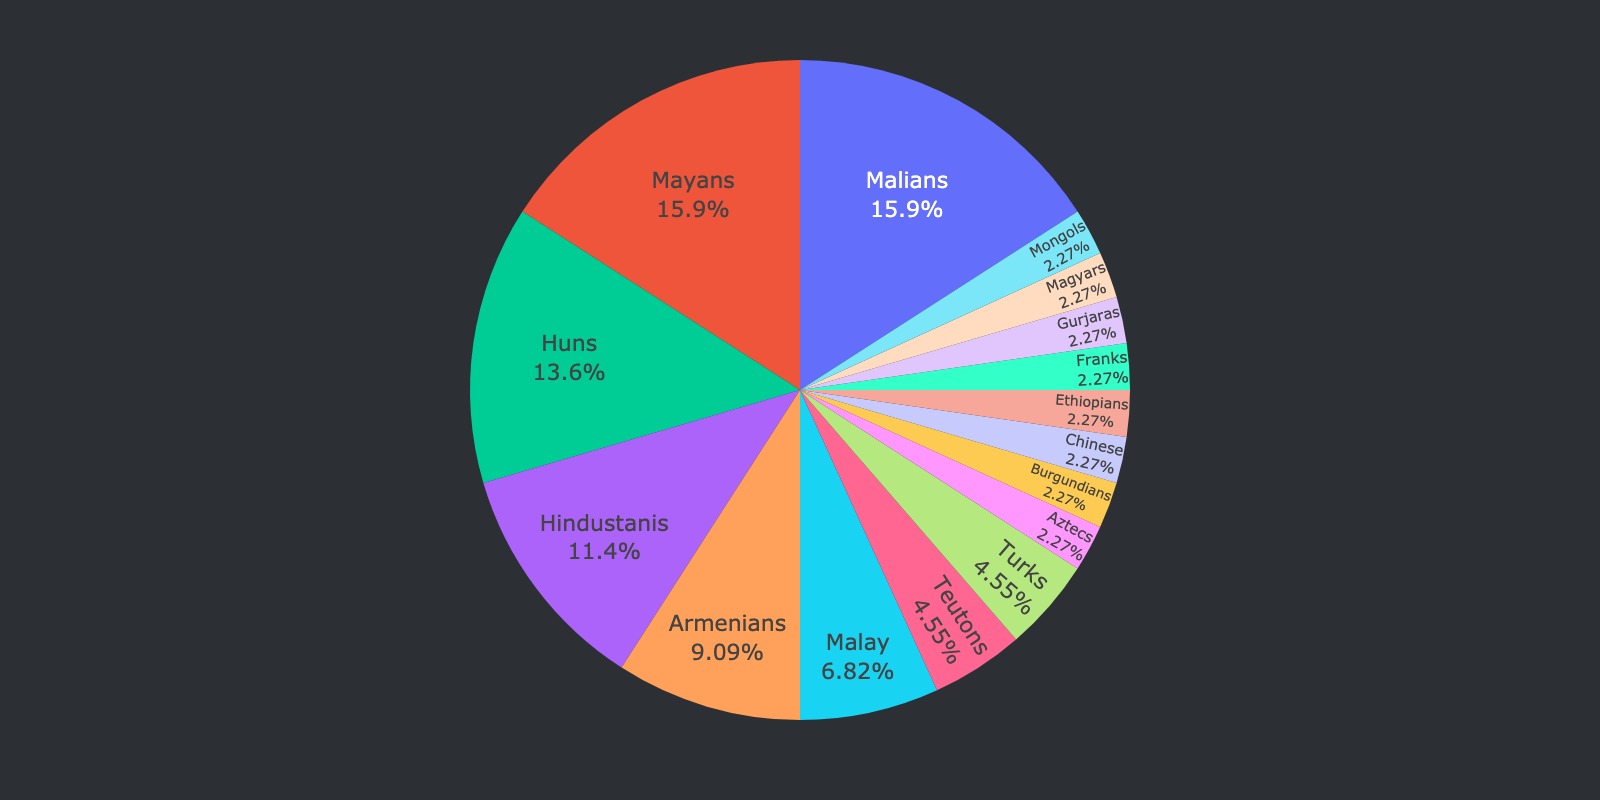 Mayans
15.9%
Malians
15.9%
Mongols
2.27%
Magyars
2.27%
Gurjaras
2.27%
Franks
2.27%
Ethiopians
2.27%
Chinese
2.27%
Burgundians
2.27%
Aztecs
2.27%
Turks
4.55%
Teutons
4.55%
Malay
6.82%
Armenians
9.09%
Hindustanis
11.4%
Huns
13.6%